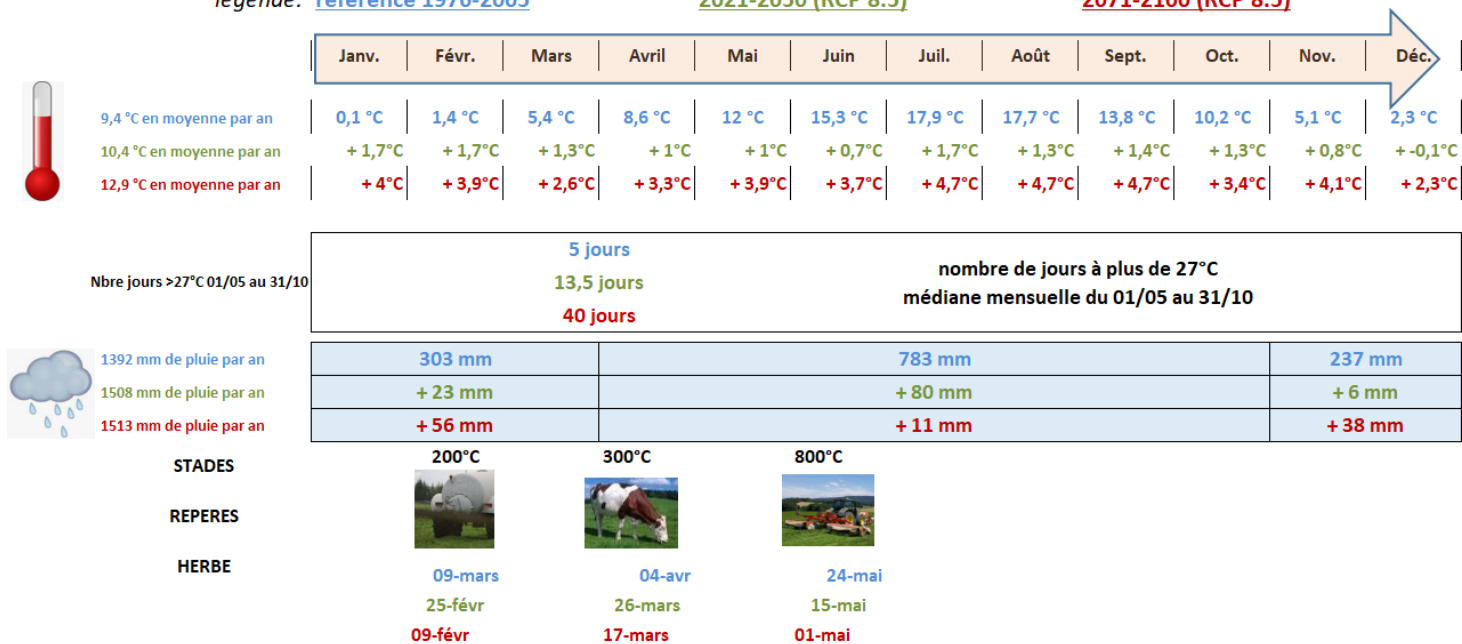 légende: référence 1976-2005 2021-2050 (RCP 8.5) 2071-2100 (RCP 8.5)
Janv. Févr. Mars Avril Mai Juin Juil. Août Sept. Oct. Nov. Déc.
9,4 °C en moyenne par an 0,1 °C 1,4 °C 5,4 °C 8,6 °C 12 °C 15,3 °C 17,9 °C 17,7 °C 13,8 °C 10,2 °C 5,1 °C 2,3 °C
10,4 °C en moyenne par an + 1,7°C + 1,7°C + 1,3°C + 1°C + 1°C + 0,7°C + 1,7°C + 1,3°C + 1,4°C + 1,3°C + 0,8°C + -0,1°C
12,9 °C en moyenne par an + 4°C + 3,9°C + 2,6°C + 3,3°C + 3,9°C + 3,7°C + 4,7°C + 4,7°C + 4,7°C + 3,4°C + 4,1°C + 2,3°C
5 jours
Nbre jours >27°C 01/05 au 31/10 13,5 jours
40 jours
nombre de jours à plus de 27°C
médiane mensuelle du 01/05 au 31/10
1392 mm de pluie par an 303 mm 783 mm 237 mm
1508 mm de pluie par an + 23 mm + 80 mm + 6 mm
1513 mm de pluie par an + 56 mm + 11 mm + 38 mm
STADES 200°C 300°C 800°C
REPERES
HERBE
09-mars 04-avr 24-mai
25-févr 26-mars 15-mai
09-févr 17-mars 01-mai